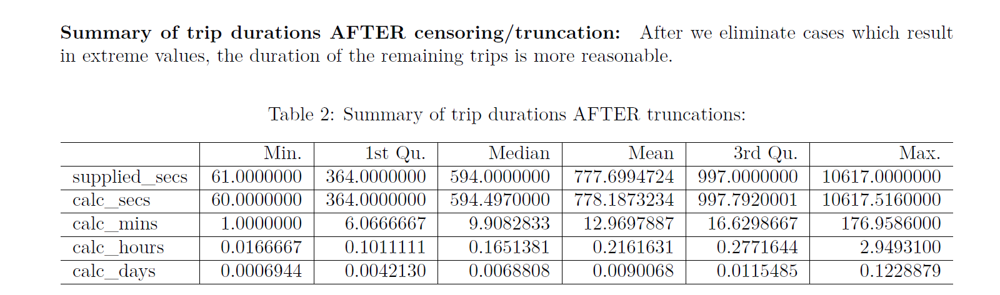 Summary of trip durations AFTER censoring/truncation: After we eliminate cases which result
in extreme values, the duration of the remaining trips is more reasonable.
Table 2: Summary of trip durations AFTER truncations:
Min. 1st Qu. Median Mean 3rd Qu. Max.
supplied_secs 61.0000000 364.0000000 594.0000000 777.6994724 997.0000000 10617.0000000
calc_secs 60.0000000 364.0000000 594.4970000 778.1873234 997.7920001 10617.5160000
calc_mins 1.0000000 6.0666667 9.9082833 12.9697887 16.6298667 176.9586000
calc_hours 0.0166667 0.1011111 0.1651381 0.2161631 0.2771644 2.9493100
calc_days 0.0006944 0.0042130 0.0068808 0.0090068 0.0115485 0.1228879